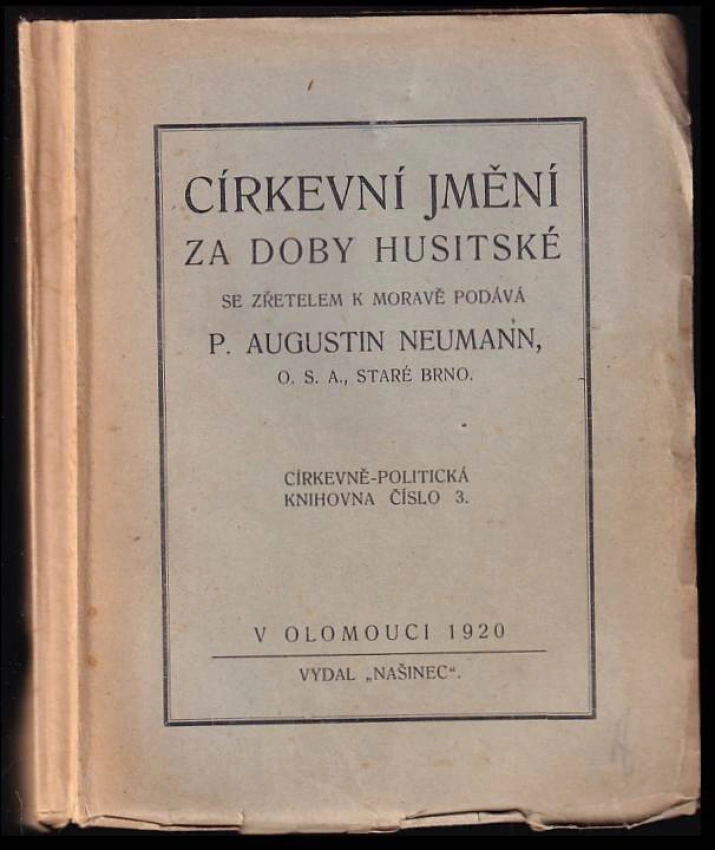 CÍRKEVNÍ JMĚNÍ
ZA DOBY HUSITSKÉ
SE ZŘETELEM K MORAVĚ PODÁVÁ
P. AUGUSTIN NEUMANN,
O. S. A., STARÉ BRNO.
CÍRKEVNĚ-POLITICKÁ
KNIHOVNA ČÍSLO 3.
V OLOMOUCI 1920
VYDAL „NAŠINEC“.